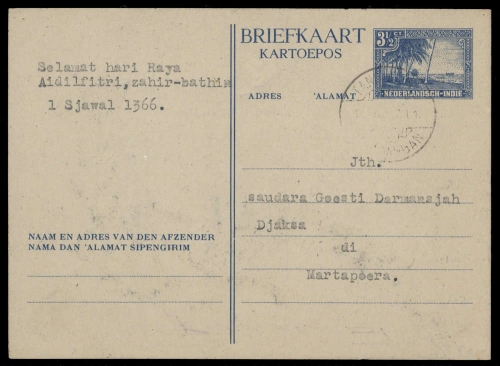 Selamat hari Raya
Aidilfitri, zahir-bathin
1 Sjawal 1366.
NAAM EN ADRES VAN DEN AFZENDER
NAMA DAN 'ALAMAT SIPENGIRIM
BRIEFKAART
KARTOEPOS
3½ CT
NEDERLANDSCH-INDIË
ADRES 'ALAMAT
Jth.
saudara Goesti Darmansjah
Djaksa
di
Martapoera.